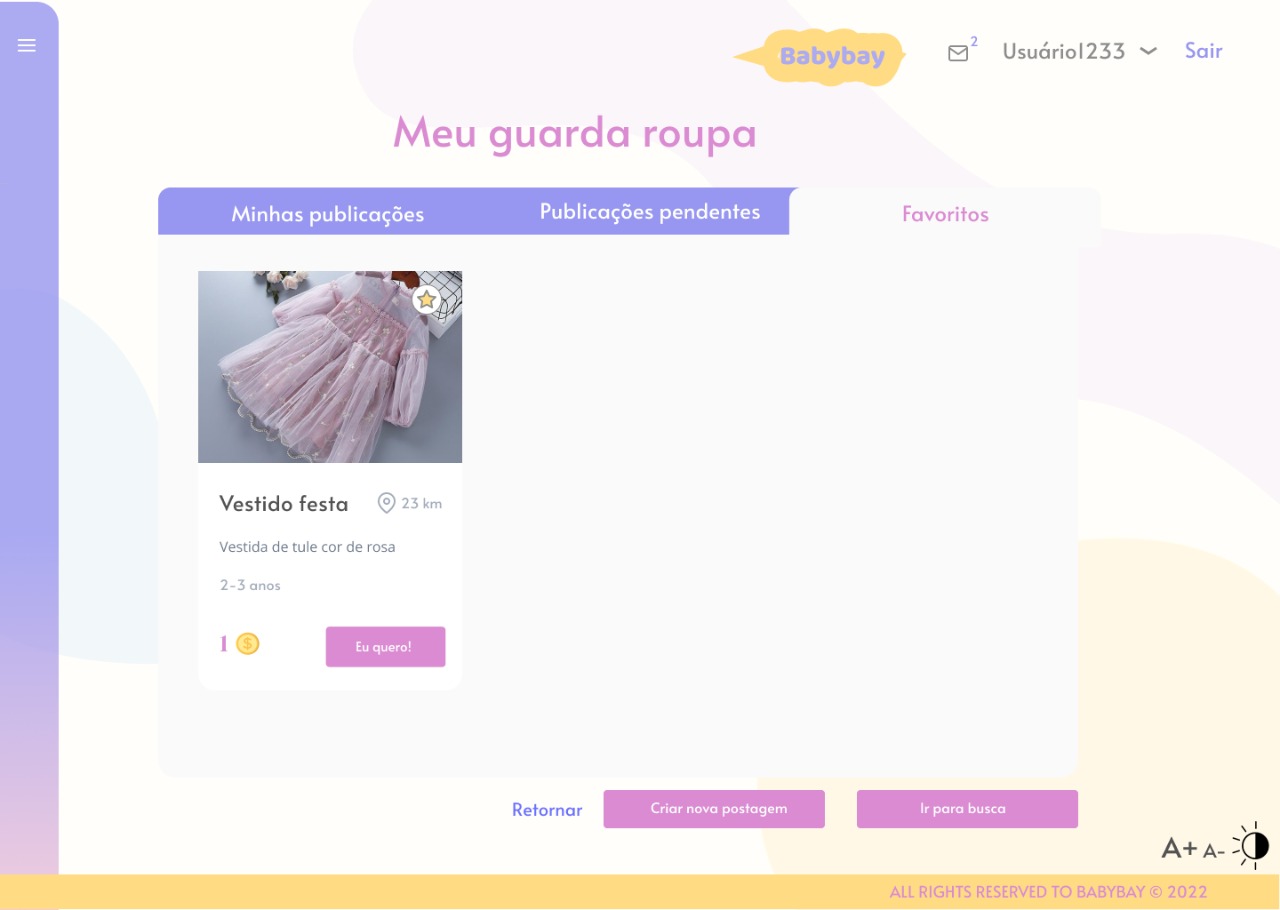 Babybay
2
Usuário1233
Sair
Meu guarda roupa
Minhas publicações
Publicações pendentes
Favoritos
Vestido festa
23 km
Vestida de tule cor de rosa
2-3 anos
1
$
Eu quero!
Retornar
Criar nova postagem
Ir para busca
A+ A-
ALL RIGHTS RESERVED TO BABYBAY © 2022